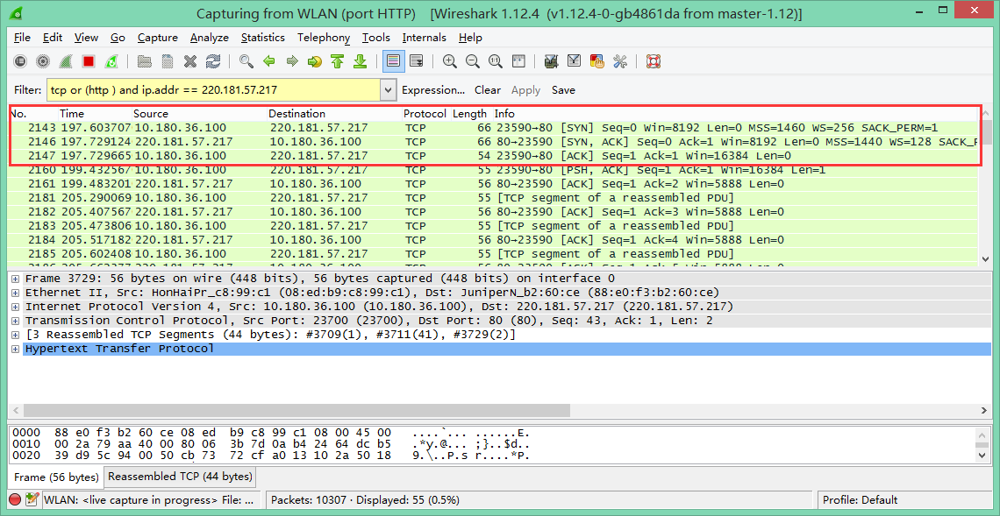 Capturing from WLAN (port HTTP)    [Wireshark 1.12.4  (v1.12.4-0-gb4861da from master-1.12)]
File Edit View Go Capture Analyze Statistics Telephony Tools Internals Help
Filter: tcp or (http ) and ip.addr == 220.181.57.217 Expression... Clear Apply Save
No. Time Source Destination Protocol Length Info
2143 197.603707 10.180.36.100 220.181.57.217 TCP 66 23590→80 [SYN] Seq=0 Win=8192 Len=0 MSS=1460 WS=256 SACK_PERM=1
2146 197.729124 220.181.57.217 10.180.36.100 TCP 66 80→23590 [SYN, ACK] Seq=0 Ack=1 Win=8192 Len=0 MSS=1440 WS=128 SACK_P
2147 197.729665 10.180.36.100 220.181.57.217 TCP 54 23590→80 [ACK] Seq=1 Ack=1 Win=16384 Len=0
2160 199.432567 10.180.36.100 220.181.57.217 TCP 55 23590→80 [PSH, ACK] Seq=1 Ack=1 Win=16384 Len=1
2161 199.483201 220.181.57.217 10.180.36.100 TCP 56 80→23590 [ACK] Seq=1 Ack=2 Win=5888 Len=0
2181 205.290069 10.180.36.100 220.181.57.217 TCP 55 [TCP segment of a reassembled PDU]
2182 205.407567 220.181.57.217 10.180.36.100 TCP 56 80→23590 [ACK] Seq=1 Ack=3 Win=5888 Len=0
2183 205.473806 10.180.36.100 220.181.57.217 TCP 55 [TCP segment of a reassembled PDU]
2184 205.517182 220.181.57.217 10.180.36.100 TCP 56 80→23590 [ACK] Seq=1 Ack=4 Win=5888 Len=0
2185 205.602408 10.180.36.100 220.181.57.217 TCP 55 [TCP segment of a reassembled PDU]
Frame 3729: 56 bytes on wire (448 bits), 56 bytes captured (448 bits) on interface 0
Ethernet II, Src: HonHaiPr_c8:99:c1 (08:ed:b9:c8:99:c1), Dst: JuniperN_b2:60:ce (88:e0:f3:b2:60:ce)
Internet Protocol Version 4, Src: 10.180.36.100 (10.180.36.100), Dst: 220.181.57.217 (220.181.57.217)
Transmission Control Protocol, Src Port: 23700 (23700), Dst Port: 80 (80), Seq: 43, Ack: 1, Len: 2
[3 Reassembled TCP Segments (44 bytes): #3709(1), #3711(41), #3729(2)]
Hypertext Transfer Protocol
0000  88 e0 f3 b2 60 ce 08 ed  b9 c8 99 c1 08 00 45 00   ....`... ......E.
0010  00 2a 79 aa 40 00 80 06  3b 7d 0a b4 24 64 dc b5   .*y.@... ;}..$d..
0020  39 d9 5c 94 00 50 cb 73  72 cf a0 13 10 2a 50 18   9.\..P.s r....*P.
Frame (56 bytes) Reassembled TCP (44 bytes)
WLAN: <live capture in progress> File: ... Packets: 10307 · Displayed: 55 (0.5%) Profile: Default